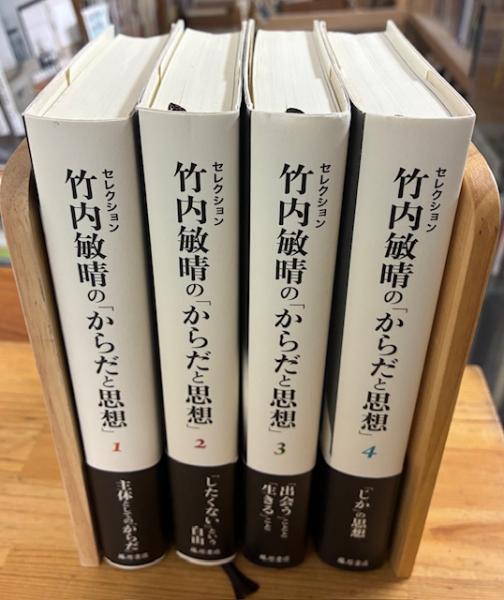 セレクション
竹内敏晴の「からだと思想」
1
主体としての「からだ」
藤原書店
セレクション
竹内敏晴の「からだと思想」
2
「したくない」という
自由
藤原書店
セレクション
竹内敏晴の「からだと思想」
3
「出会う」ことと
「生きる」こと
藤原書店
セレクション
竹内敏晴の「からだと思想」
4
「じか」の思想
藤原書店